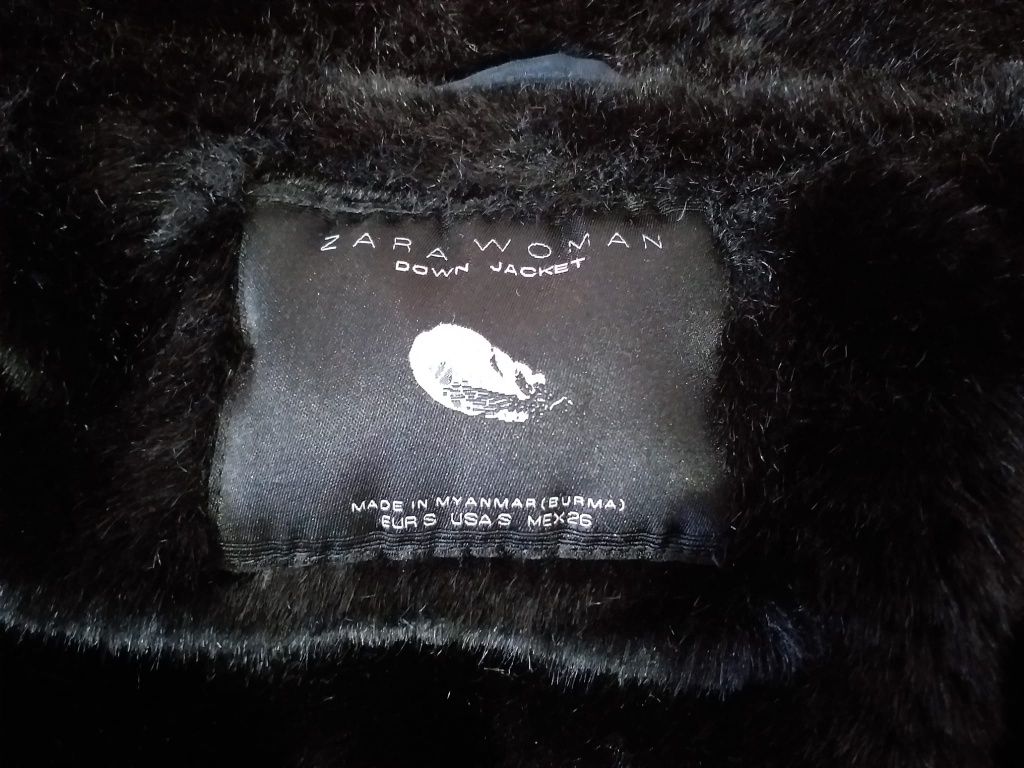 ZARA WOMAN
DOWN JACKET
MADE IN MYANMAR (BURMA)
EUR S USA S MEX 26